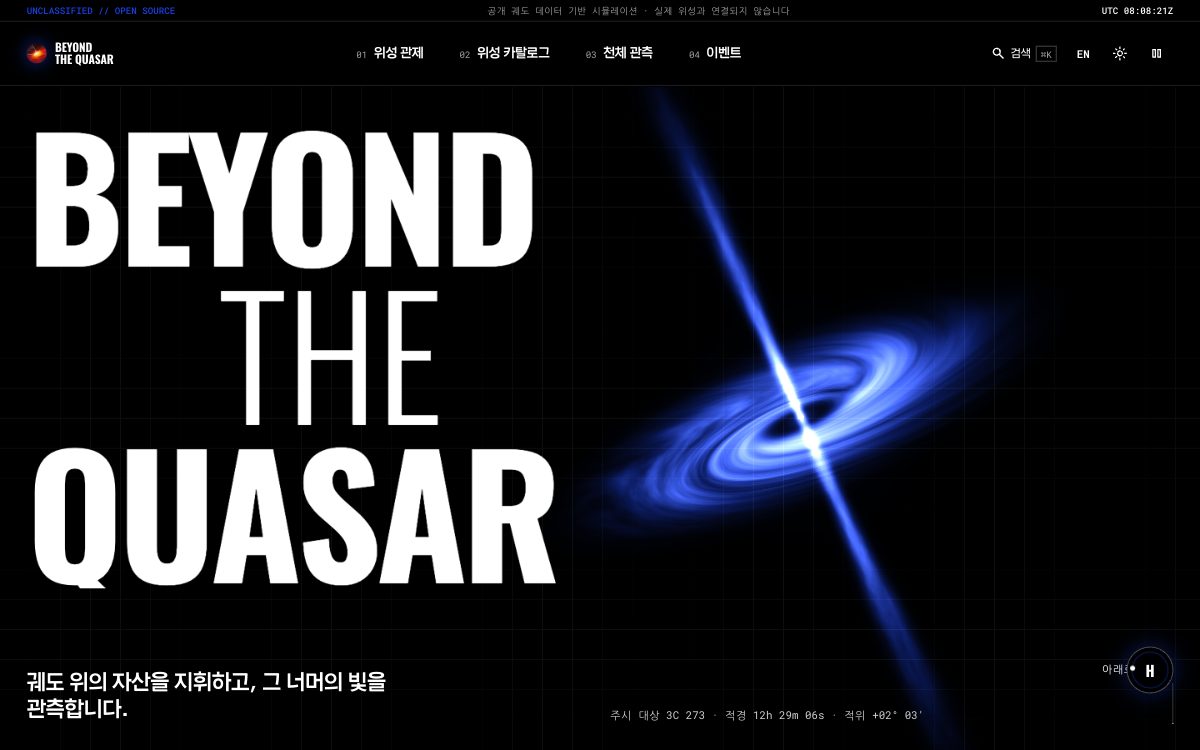 UNCLASSIFIED // OPEN SOURCE
공개 궤도 데이터 기반 시뮬레이션 · 실제 위성과 연결되지 않습니다
UTC 08:08:21Z
BEYOND
THE QUASAR
01 위성 관제
02 위성 카탈로그
03 천체 관측
04 이벤트
검색 ⌘K
EN
BEYOND
THE
QUASAR
궤도 위의 자산을 지휘하고, 그 너머의 빛을
관측합니다.
아래
H
주시 대상 3C 273 · 적경 12h 29m 06s · 적위 +02° 03′